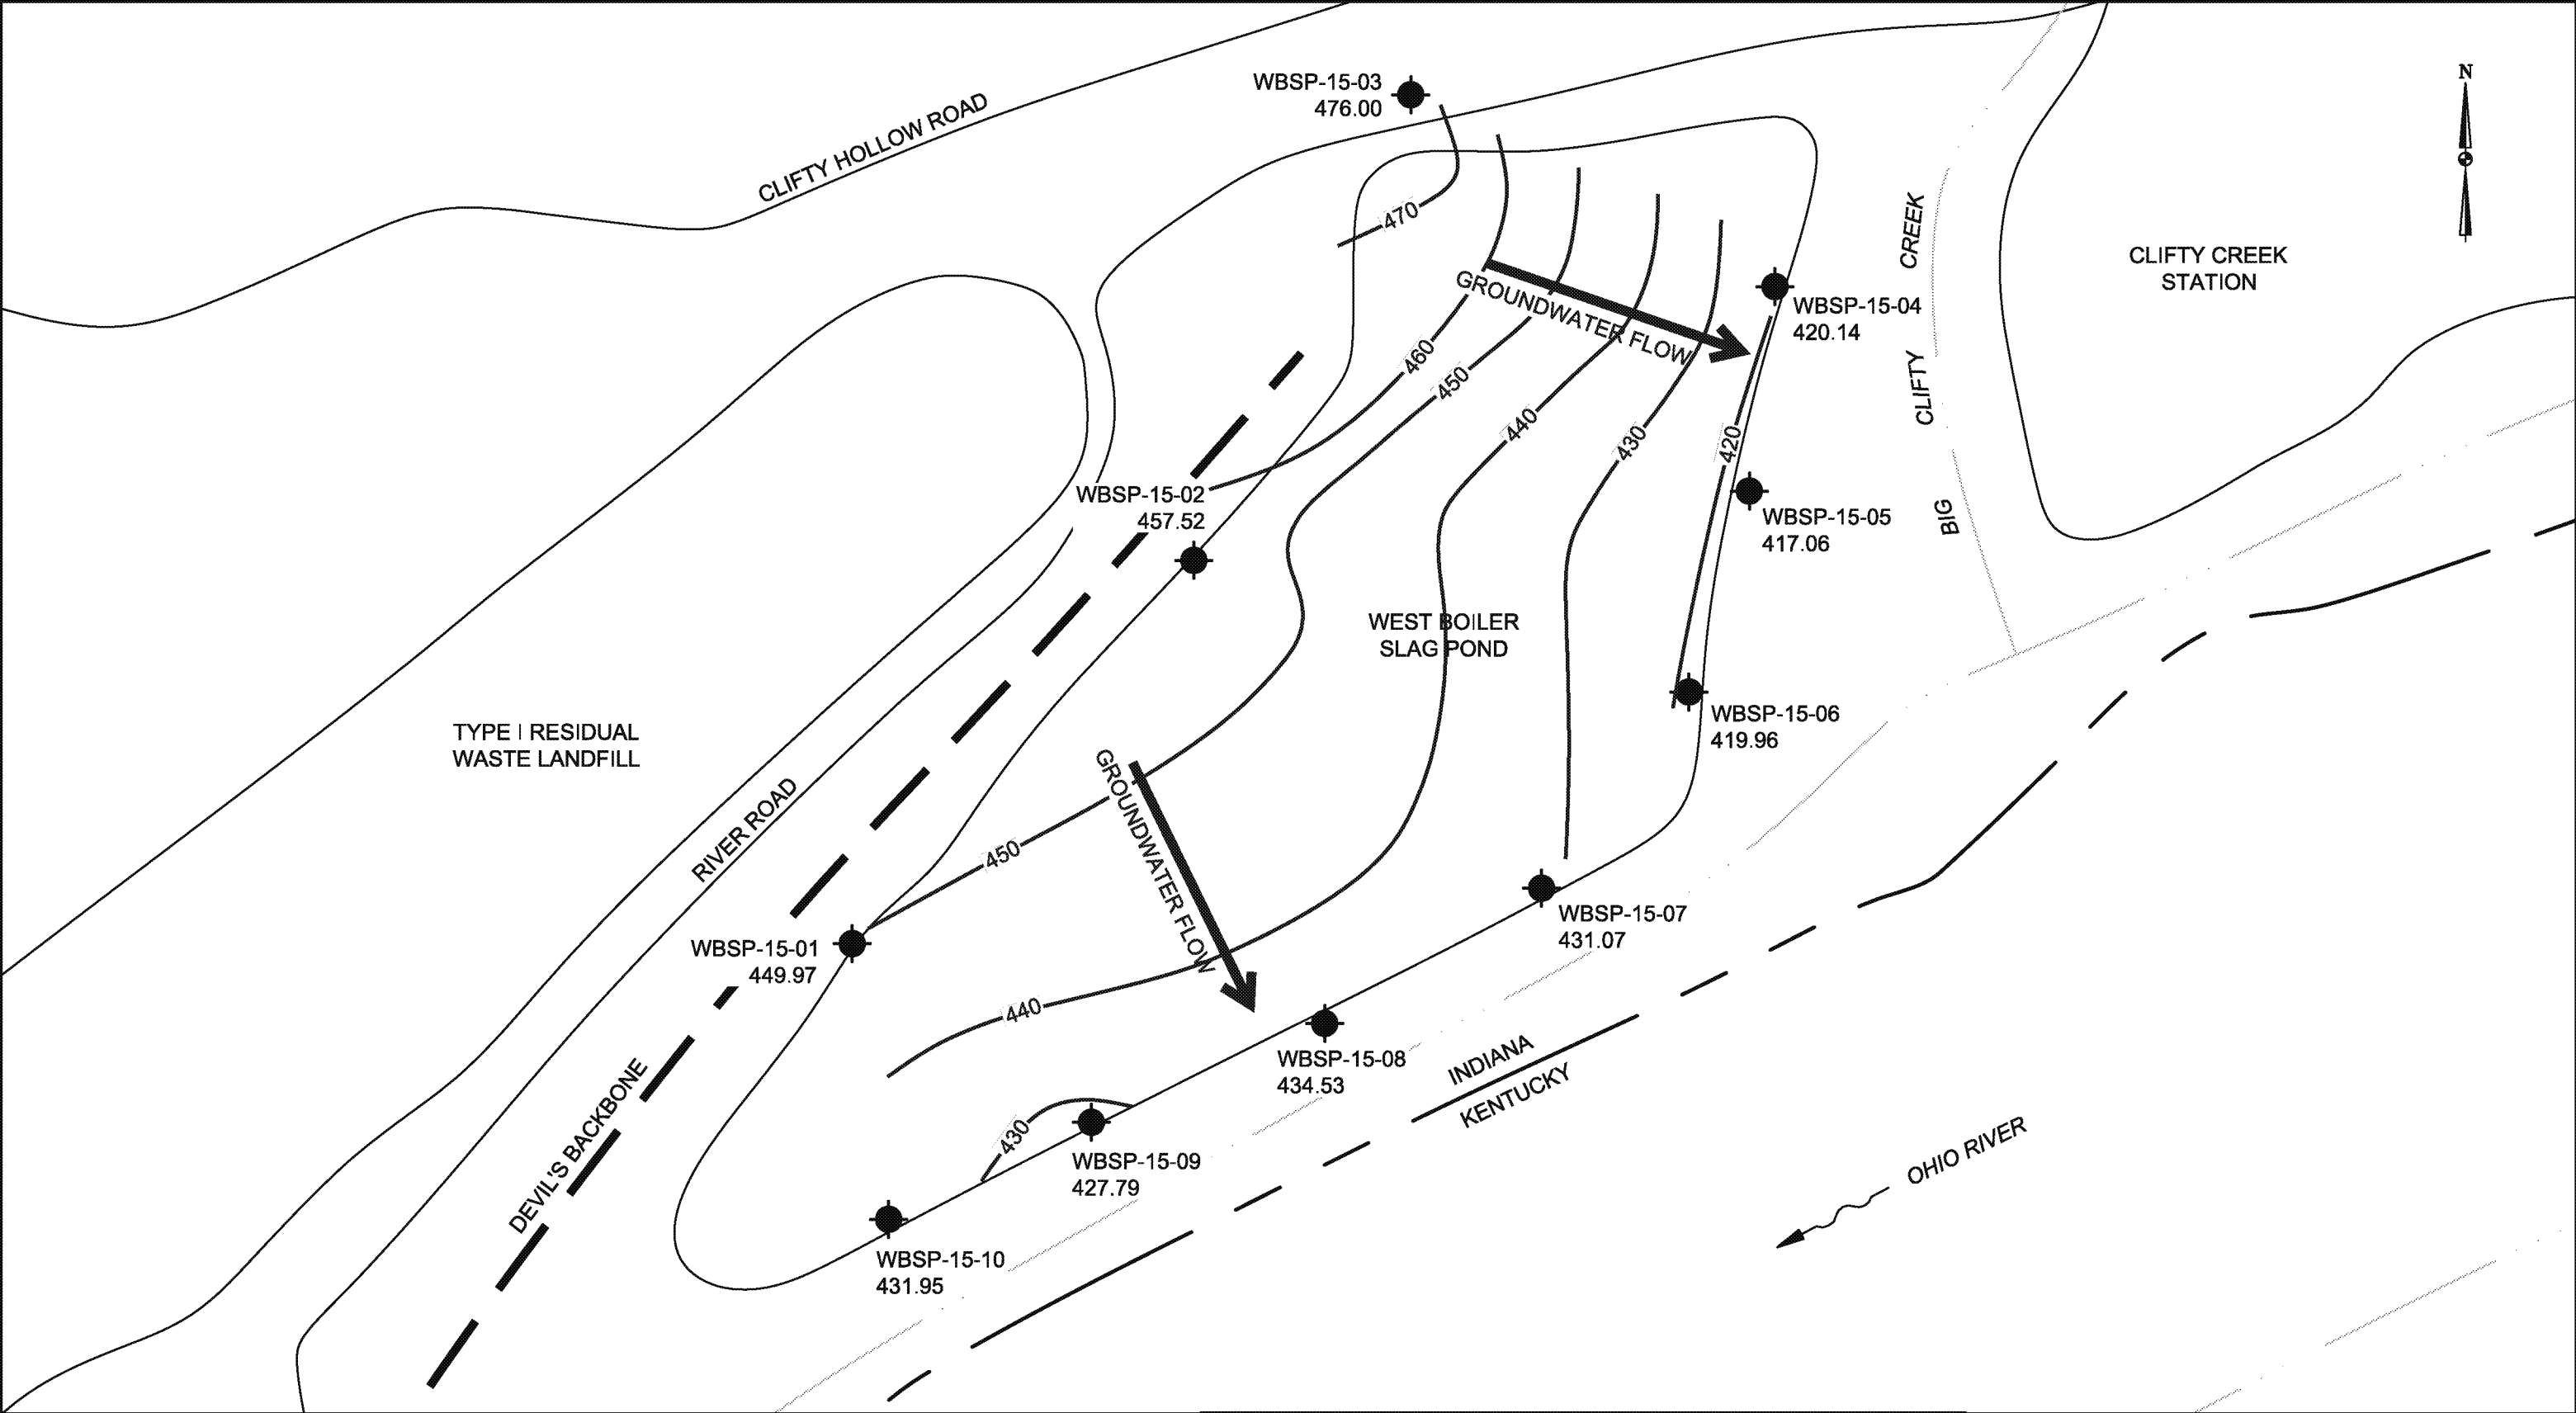 WBSP-15-03
476.00
N
CLIFTY HOLLOW ROAD
470
CREEK
CLIFTY
BIG
CLIFTY CREEK
STATION
GROUNDWATER FLOW
WBSP-15-04
420.14
460
450
440
430
420
WBSP-15-02
457.52
WBSP-15-05
417.06
WEST BOILER
SLAG POND
WBSP-15-06
419.96
TYPE I RESIDUAL
WASTE LANDFILL
RIVER ROAD
GROUNDWATER FLOW
450
WBSP-15-01
449.97
WBSP-15-07
431.07
440
WBSP-15-08
434.53
INDIANA
KENTUCKY
DEVIL'S BACKBONE
430
WBSP-15-09
427.79
OHIO RIVER
WBSP-15-10
431.95